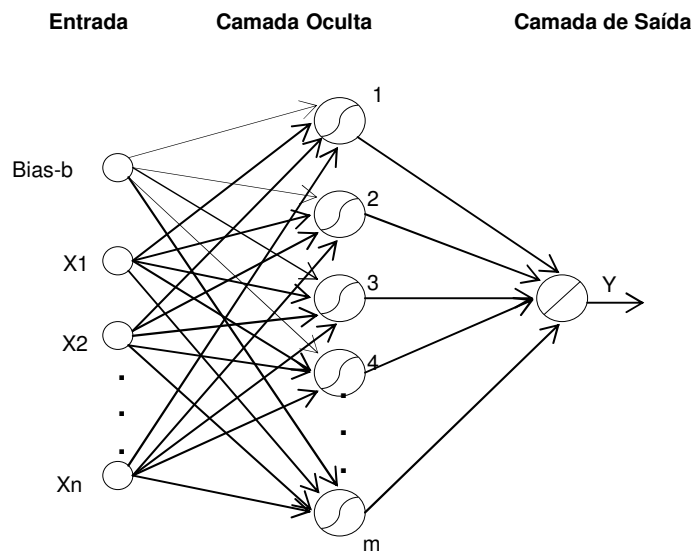 Entrada
Camada Oculta
Camada de Saída
1
Bias-b
2
X1
3
Y
X2
4
Xn
m